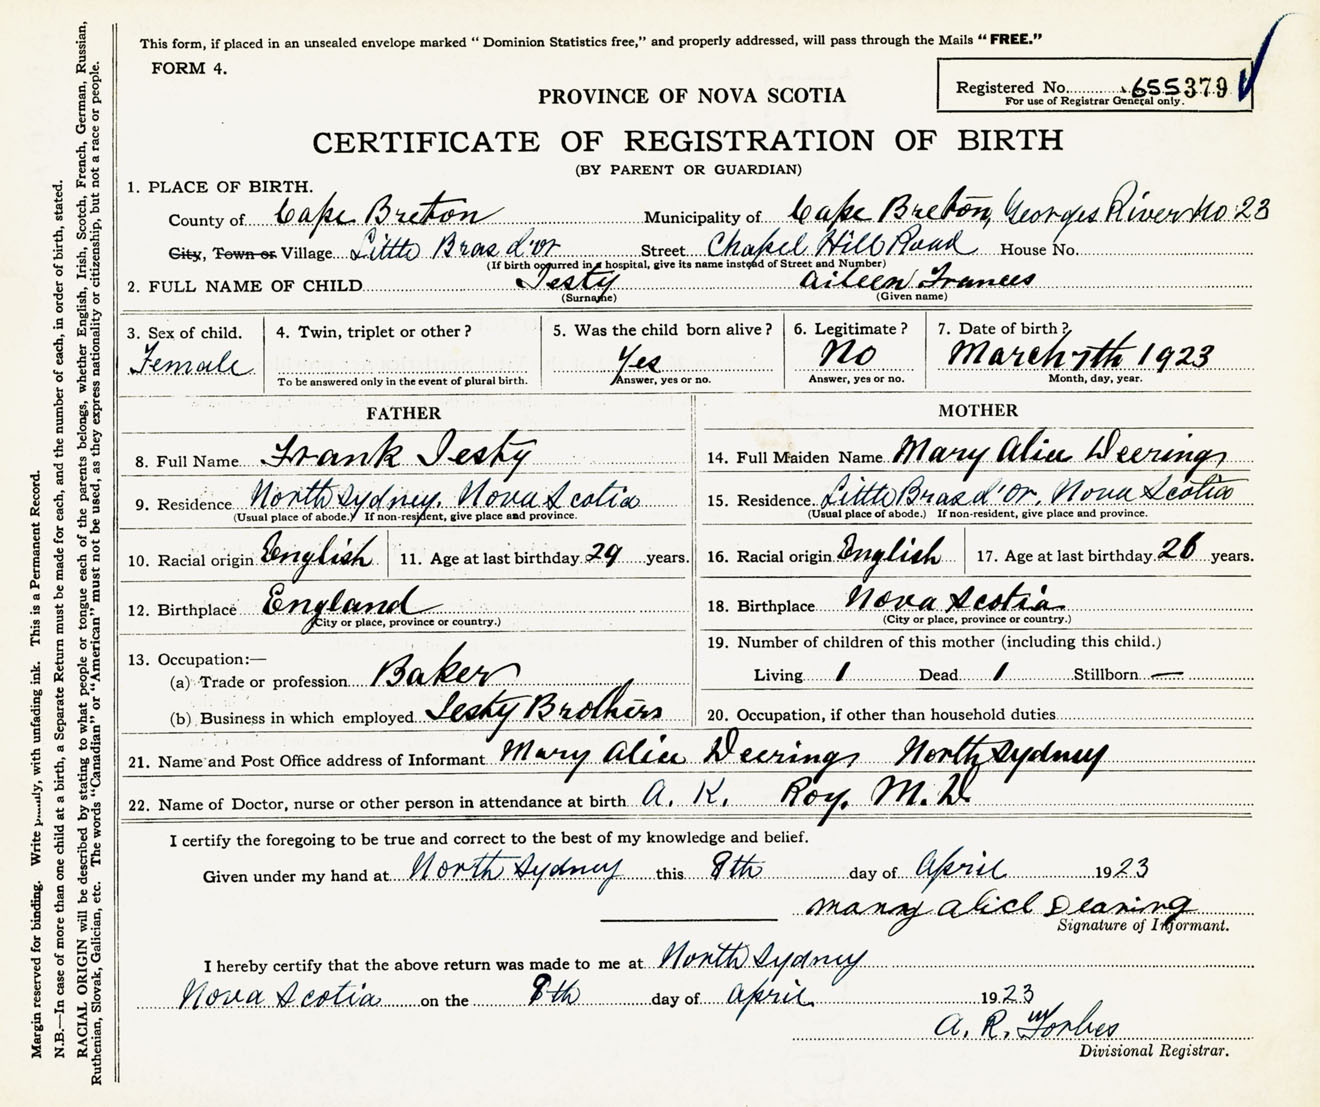 This form, if placed in an unsealed envelope marked "Dominion Statistics free," and properly addressed, will pass through the Mails "FREE."
FORM 4.
Registered No. 655379
For use of Registrar General only.
PROVINCE OF NOVA SCOTIA
CERTIFICATE OF REGISTRATION OF BIRTH
(BY PARENT OR GUARDIAN)
1. PLACE OF BIRTH.
County of Cape Breton Municipality of Cape Breton, Georges River No 23
City, Town or Village Little Bras d'or Street Chapel Hill Road House No.
(If birth occurred in a hospital, give its name instead of Street and Number)
2. FULL NAME OF CHILD Jesty Aileen Frances
(Surname) (Given name)
3. Sex of child. 4. Twin, triplet or other? 5. Was the child born alive? 6. Legitimate? 7. Date of birth?
Female Yes No March 7th 1923
To be answered only in the event of plural birth. Answer, yes or no. Answer, yes or no. Month, day, year.
FATHER
8. Full Name Frank Jesty
9. Residence North Sydney, Nova Scotia
(Usual place of abode.) If non-resident, give place and province.
10. Racial origin English 11. Age at last birthday 29 years.
12. Birthplace England
(City or place, province or country.)
13. Occupation:—
(a) Trade or profession Baker
(b) Business in which employed Jesty Brothers
MOTHER
14. Full Maiden Name Mary Alice Deering
15. Residence Little Bras d'or, Nova Scotia
(Usual place of abode.) If non-resident, give place and province.
16. Racial origin English 17. Age at last birthday 26 years.
18. Birthplace Nova Scotia
(City or place, province or country.)
19. Number of children of this mother (including this child.)
Living 1 Dead 1 Stillborn —
20. Occupation, if other than household duties
21. Name and Post Office address of Informant Mary Alice Deering North Sydney
22. Name of Doctor, nurse or other person in attendance at birth A. K. Roy. M.D
I certify the foregoing to be true and correct to the best of my knowledge and belief.
Given under my hand at North Sydney this 8th day of April 1923
Mary Alice Dearing
Signature of Informant.
I hereby certify that the above return was made to me at North Sydney
Nova Scotia on the 8th day of April 1923
A. R. Forbes
Divisional Registrar.
Margin reserved for binding. Write with unfading ink. This is a Permanent Record.
N.B.—In case of more than one child at a birth, a Separate Return must be made for each, and the number of each, in order of birth, stated.
RACIAL ORIGIN will be described by stating to what people or tongue each of the parents belongs, whether English, Irish, Scotch, French, German, Russian,
Ruthenian, Slovak, Galician, etc. The words "Canadian" or "American" must not be used, as they express nationality or citizenship, but not a race or people.